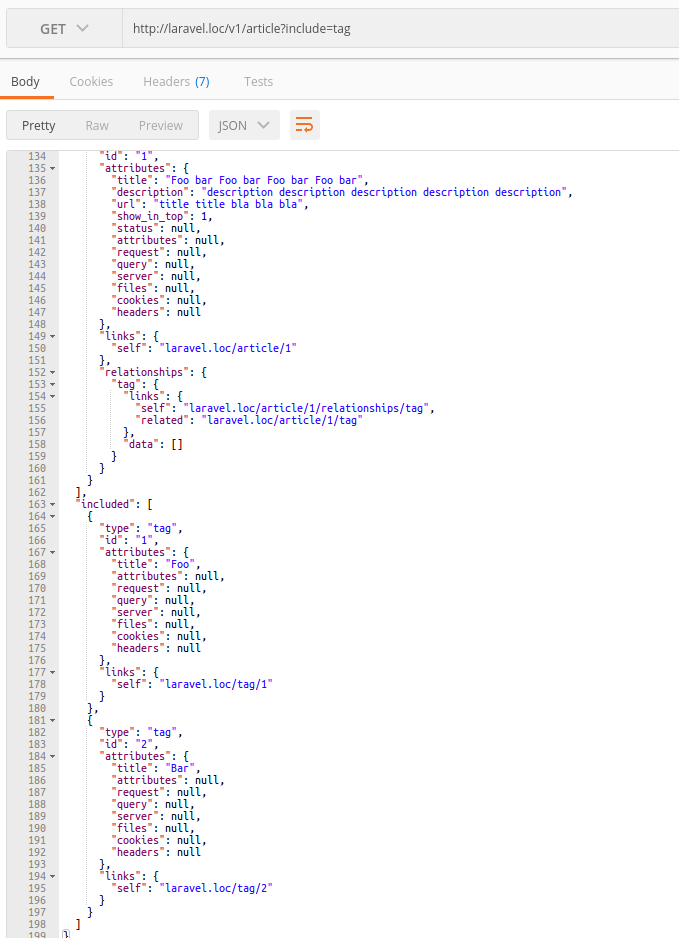 GET http://laravel.loc/v1/article?include=tag
Body Cookies Headers (7) Tests
Pretty Raw Preview JSON
134 "id": "1",
135 "attributes": {
136 "title": "Foo bar Foo bar Foo bar Foo bar",
137 "description": "description description description description description",
138 "url": "title title bla bla bla",
139 "show_in_top": 1,
140 "status": null,
141 "attributes": null,
142 "request": null,
143 "query": null,
144 "server": null,
145 "files": null,
146 "cookies": null,
147 "headers": null
148 },
149 "links": {
150 "self": "laravel.loc/article/1"
151 },
152 "relationships": {
153 "tag": {
154 "links": {
155 "self": "laravel.loc/article/1/relationships/tag",
156 "related": "laravel.loc/article/1/tag"
157 },
158 "data": []
159 }
160 }
161 }
162 ],
163 "included": [
164 {
165 "type": "tag",
166 "id": "1",
167 "attributes": {
168 "title": "Foo",
169 "attributes": null,
170 "request": null,
171 "query": null,
172 "server": null,
173 "files": null,
174 "cookies": null,
175 "headers": null
176 },
177 "links": {
178 "self": "laravel.loc/tag/1"
179 }
180 },
181 {
182 "type": "tag",
183 "id": "2",
184 "attributes": {
185 "title": "Bar",
186 "attributes": null,
187 "request": null,
188 "query": null,
189 "server": null,
190 "files": null,
191 "cookies": null,
192 "headers": null
193 },
194 "links": {
195 "self": "laravel.loc/tag/2"
196 }
197 }
198 ]
199 }